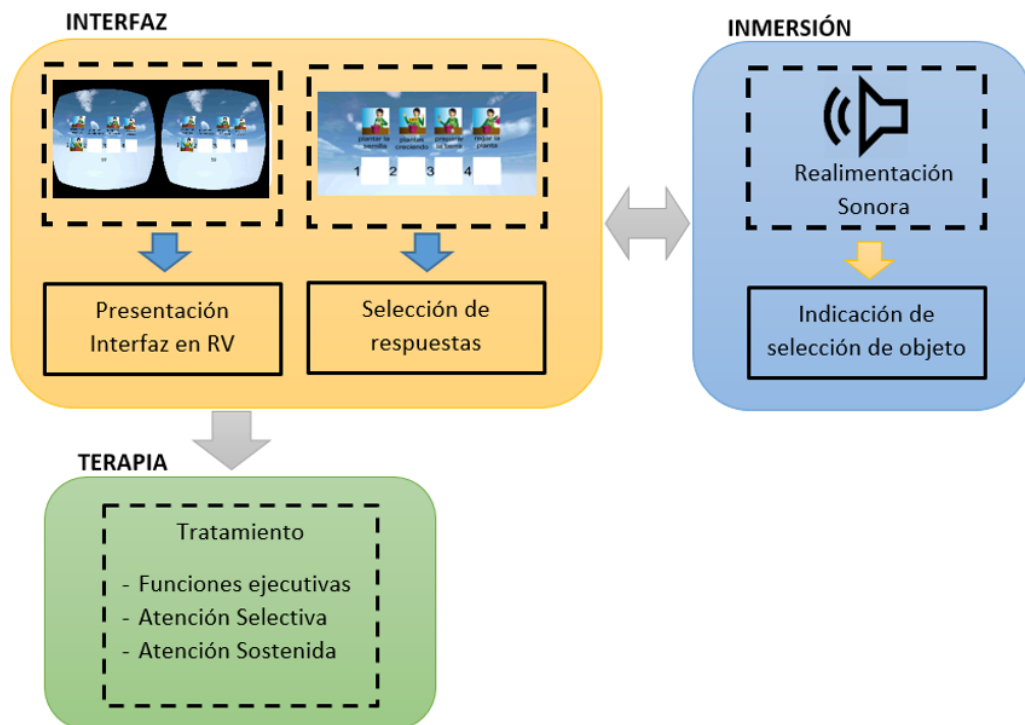 INTERFAZ
INMERSIÓN
plantar la
semilla
plantas
creciendo
preparar
la tierra
regar la
planta
1 2 3 4
Realimentación
Sonora
Presentación
Interfaz en RV
Selección de
respuestas
Indicación de
selección de objeto
TERAPIA
Tratamiento
- Funciones ejecutivas
- Atención Selectiva
- Atención Sostenida